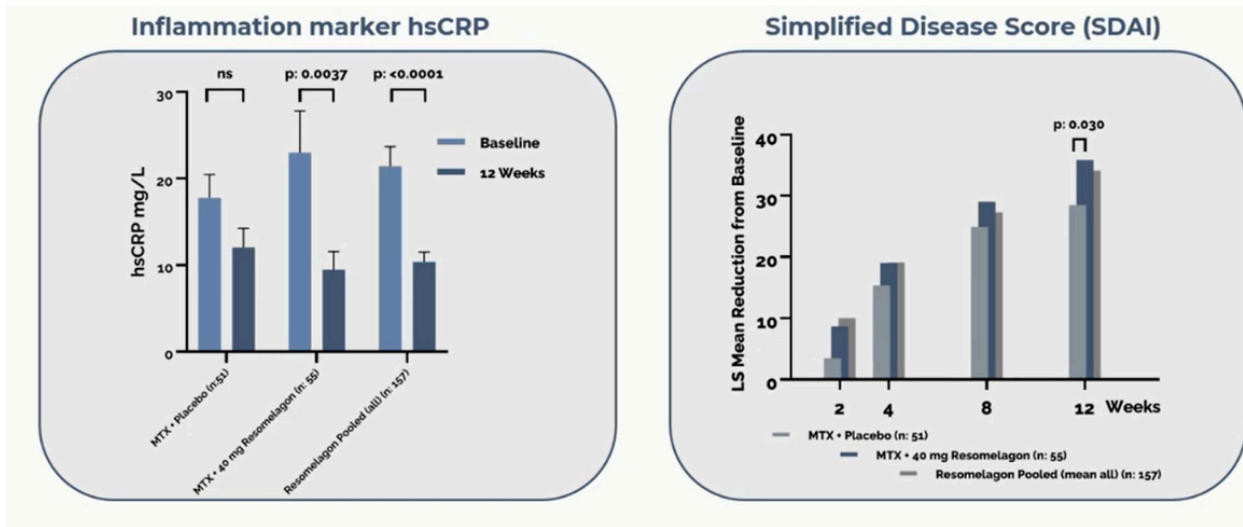 Inflammation marker hsCRP
ns
p: 0.0037
p: <0.0001
30
20
10
0
hsCRP mg/L
Baseline
12 Weeks
MTX + Placebo (n:51)
MTX + 40 mg Resomelagon (n: 55)
Resomelagon Pooled (all) (n: 157)
Simplified Disease Score (SDAI)
p: 0.030
40
30
20
10
0
LS Mean Reduction from Baseline
2 4 8 12 Weeks
MTX + Placebo (n: 51)
MTX + 40 mg Resomelagon (n: 55)
Resomelagon Pooled (mean all) (n: 157)